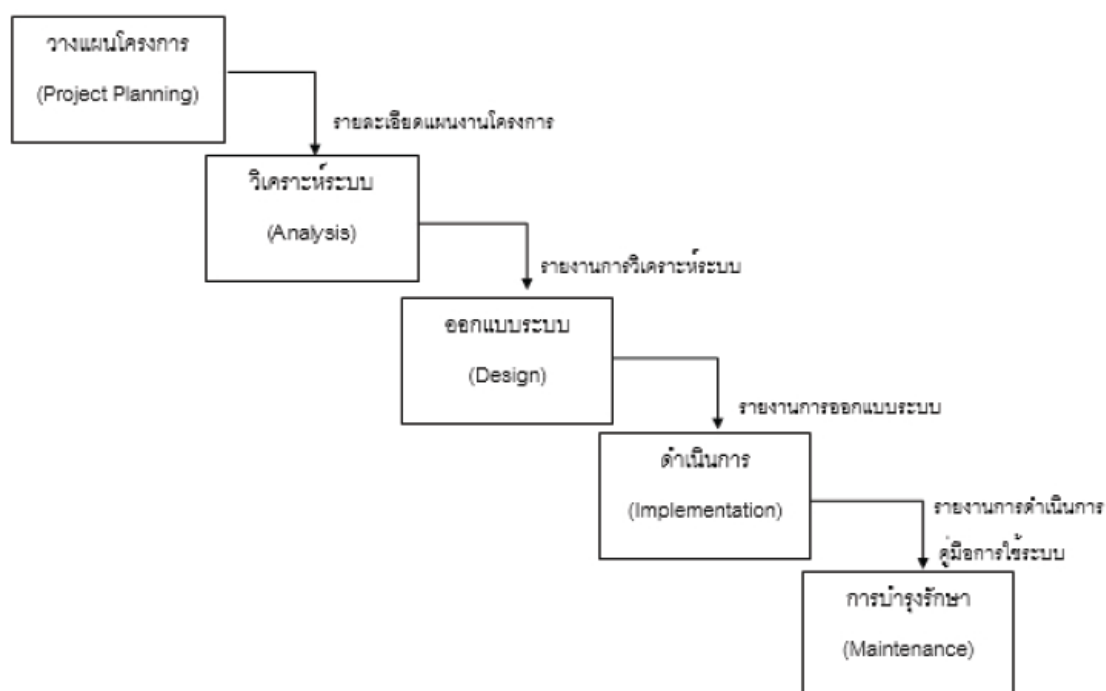 วางแผนโครงการ
(Project Planning)
รายละเอียดแผนงานโครงการ
วิเคราะห์ระบบ
(Analysis)
รายงานการวิเคราะห์ระบบ
ออกแบบระบบ
(Design)
รายงานการออกแบบระบบ
ดำเนินการ
(Implementation)
รายงานการดำเนินการ
คู่มือการใช้ระบบ
การบำรุงรักษา
(Maintenance)